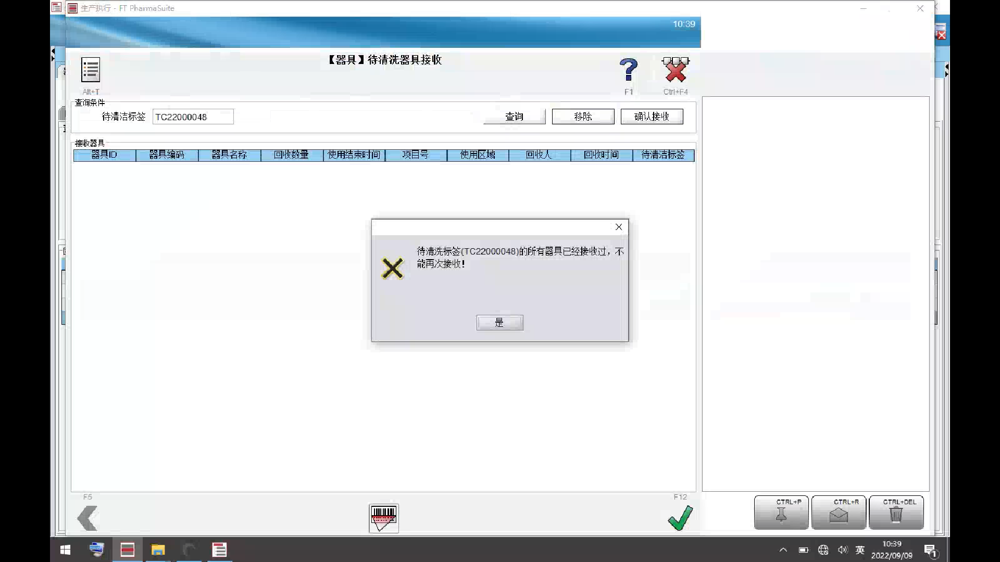 生产执行 - FT PharmaSuite
10:39
【器具】待清洗器具接收
Alt+T
F1
Ctrl+F4
查询条件
待清洁标签 TC22000048 查询 移除 确认接收
接收器具
器具ID 器具编码 器具名称 回收数量 使用结束时间 项目号 使用区域 回收人 回收时间 待清洁标签
待清洗标签(TC22000048)的所有器具已经接收过，不
能再次接收！
是
F5
F12
CTRL+P CTRL+R CTRL+DEL
英
10:39
2022/09/09
1